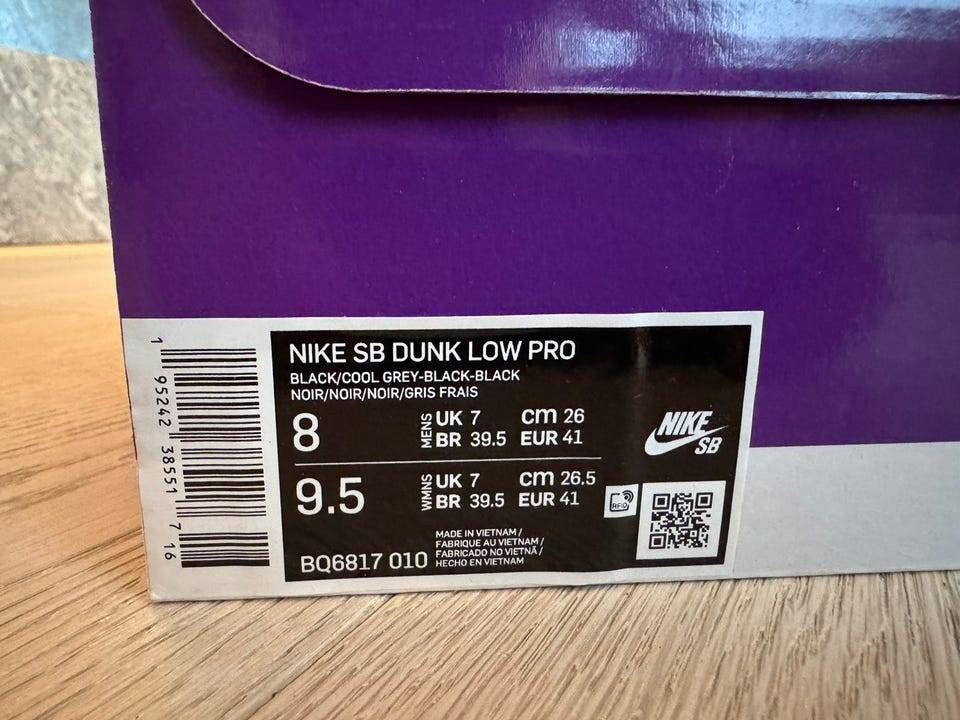 NIKE SB DUNK LOW PRO
BLACK/COOL GREY-BLACK-BLACK
NOIR/NOIR/NOIR/GRIS FRAIS
8 MENS UK 7 cm 26
BR 39.5 EUR 41
9.5 WMNS UK 7 cm 26.5
BR 39.5 EUR 41
BQ6817 010
MADE IN VIETNAM /
FABRIQUE AU VIETNAM /
FABRICADO NO VIETNÃ /
HECHO EN VIETNAM
RFID
NIKE
SB
1 95242 38551 7 16